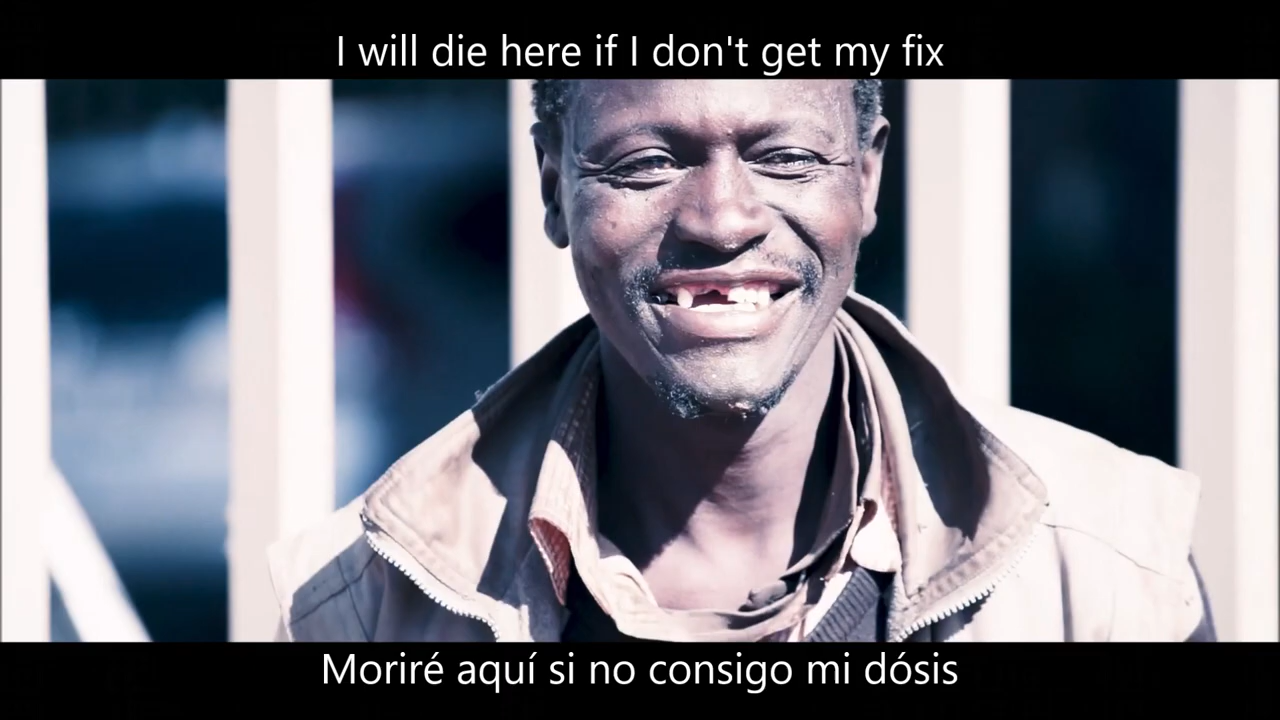 I will die here if I don't get my fix
Moriré aquí si no consigo mi dósis